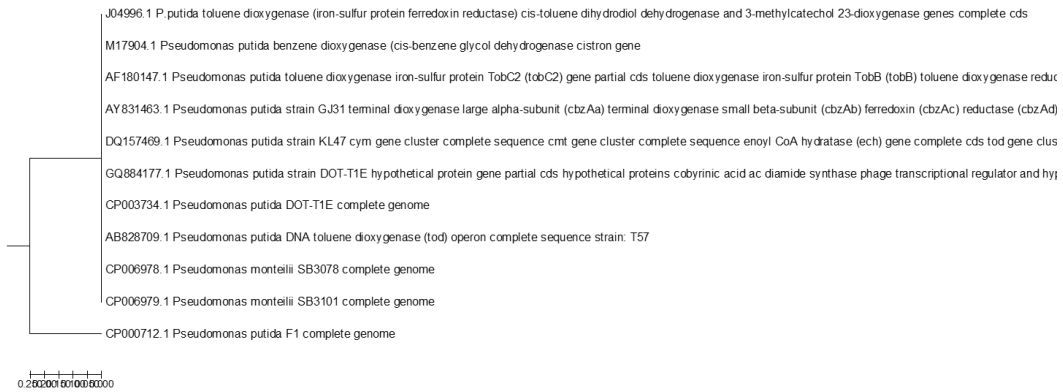 J04996.1 P.putida toluene dioxygenase (iron-sulfur protein ferredoxin reductase) cis-toluene dihydrodiol dehydrogenase and 3-methylcatechol 23-dioxygenase genes complete cds
M17904.1 Pseudomonas putida benzene dioxygenase (cis-benzene glycol dehydrogenase cistron gene
AF180147.1 Pseudomonas putida toluene dioxygenase iron-sulfur protein TobC2 (tobC2) gene partial cds toluene dioxygenase iron-sulfur protein TobB (tobB) toluene dioxygenase reduc
AY831463.1 Pseudomonas putida strain GJ31 terminal dioxygenase large alpha-subunit (cbzAa) terminal dioxygenase small beta-subunit (cbzAb) ferredoxin (cbzAc) reductase (cbzAd)
DQ157469.1 Pseudomonas putida strain KL47 cym gene cluster complete sequence cmt gene cluster complete sequence enoyl CoA hydratase (ech) gene complete cds tod gene clus
GQ884177.1 Pseudomonas putida strain DOT-T1E hypothetical protein gene partial cds hypothetical proteins cobyrinic acid ac diamide synthase phage transcriptional regulator and hyp
CP003734.1 Pseudomonas putida DOT-T1E complete genome
AB828709.1 Pseudomonas putida DNA toluene dioxygenase (tod) operon complete sequence strain: T57
CP006978.1 Pseudomonas monteilii SB3078 complete genome
CP006979.1 Pseudomonas monteilii SB3101 complete genome
CP000712.1 Pseudomonas putida F1 complete genome